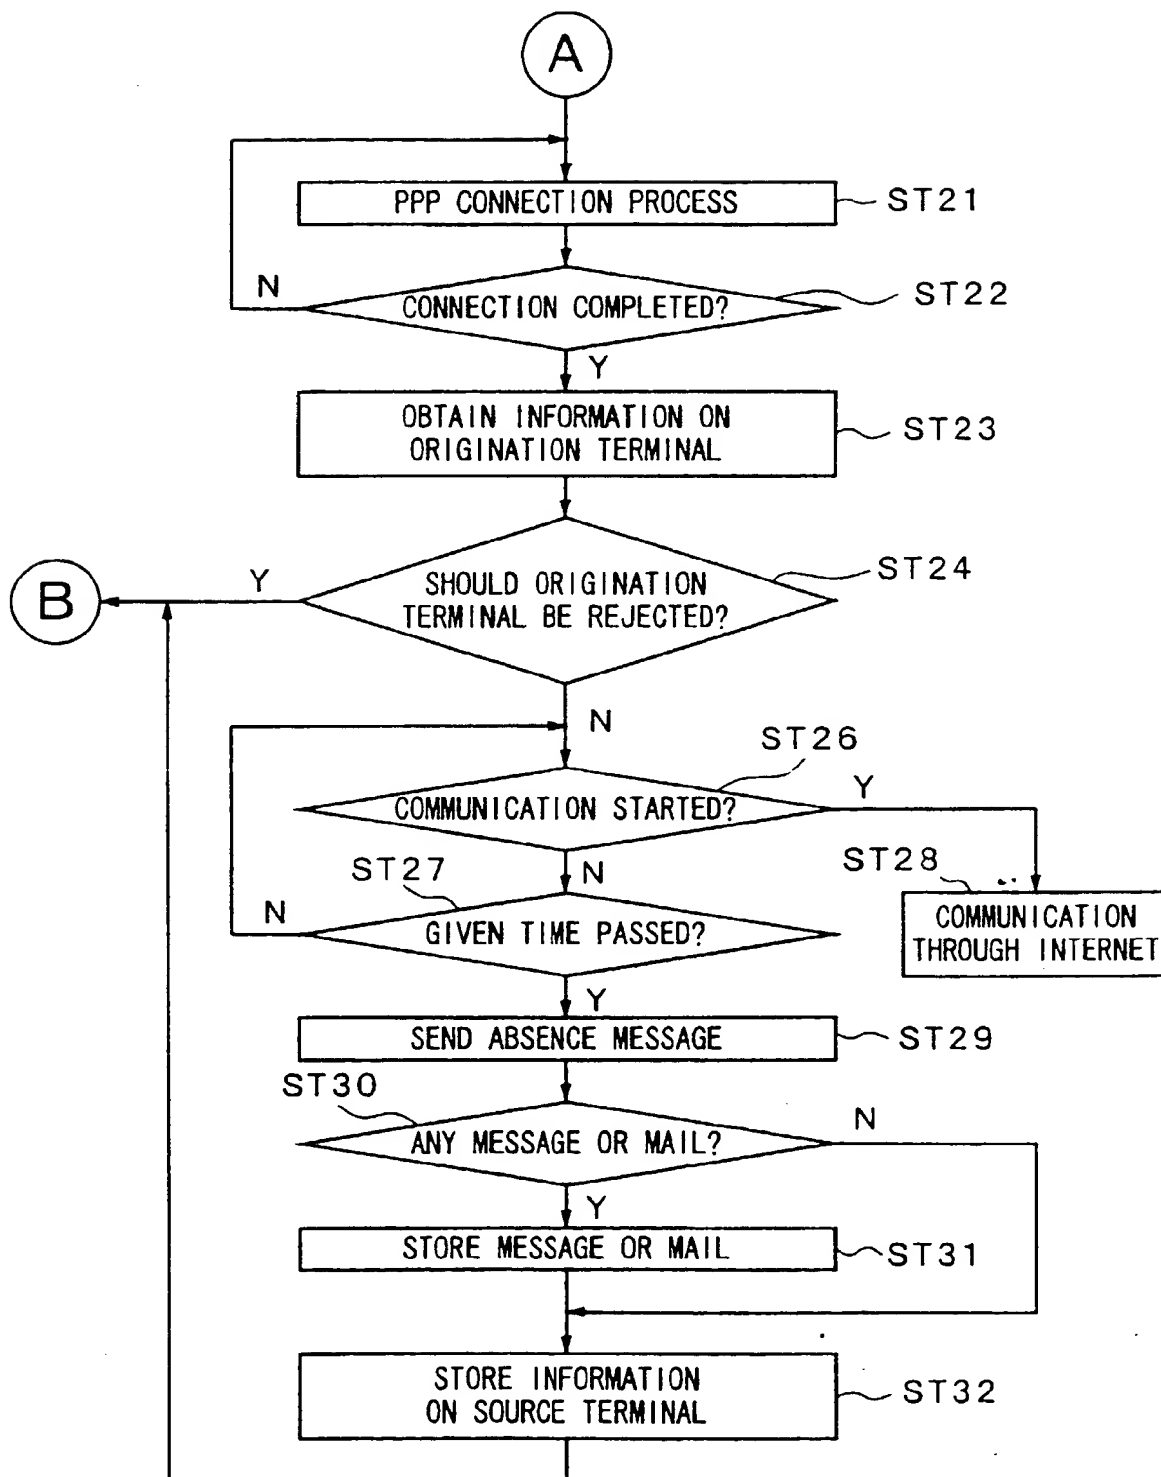 A
PPP CONNECTION PROCESS
ST21
N
CONNECTION COMPLETED?
ST22
Y
OBTAIN INFORMATION ON
ORIGINATION TERMINAL
ST23
B
Y
SHOULD ORIGINATION
TERMINAL BE REJECTED?
ST24
N
ST26
COMMUNICATION STARTED?
Y
ST27
N
ST28
N
GIVEN TIME PASSED?
COMMUNICATION
THROUGH INTERNET
Y
SEND ABSENCE MESSAGE
ST29
ST30
ANY MESSAGE OR MAIL?
N
Y
STORE MESSAGE OR MAIL
ST31
STORE INFORMATION
ON SOURCE TERMINAL
ST32